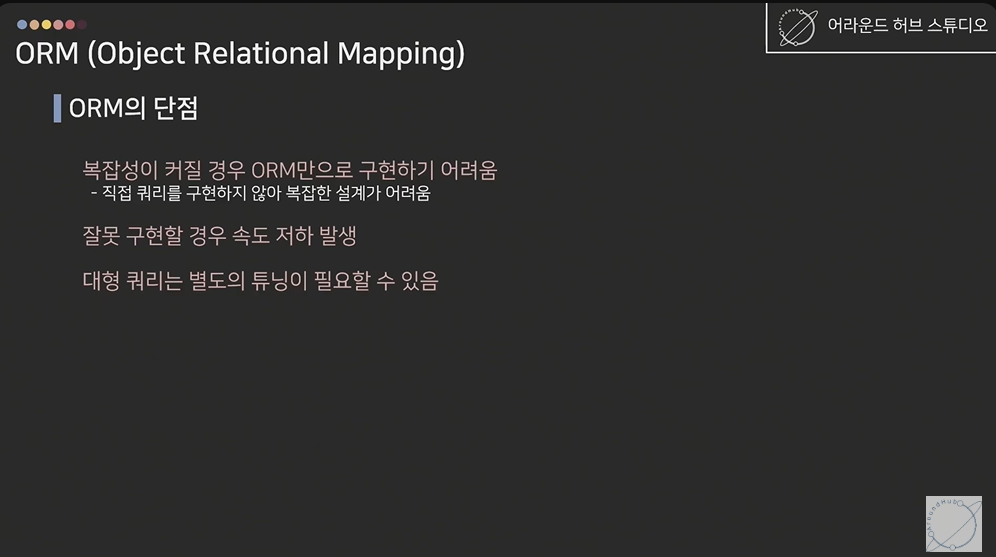 어라운드 허브 스튜디오
ORM (Object Relational Mapping)
ORM의 단점
복잡성이 커질 경우 ORM만으로 구현하기 어려움
- 직접 쿼리를 구현하지 않아 복잡한 설계가 어려움
잘못 구현할 경우 속도 저하 발생
대형 쿼리는 별도의 튜닝이 필요할 수 있음
AroundHub